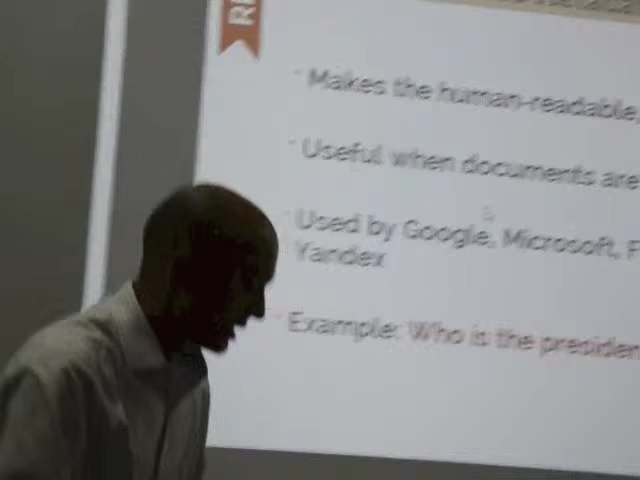 Makes the human-readable,
Useful when documents are
Used by Google, Microsoft, F
Yandex
Example: Who is the presiden